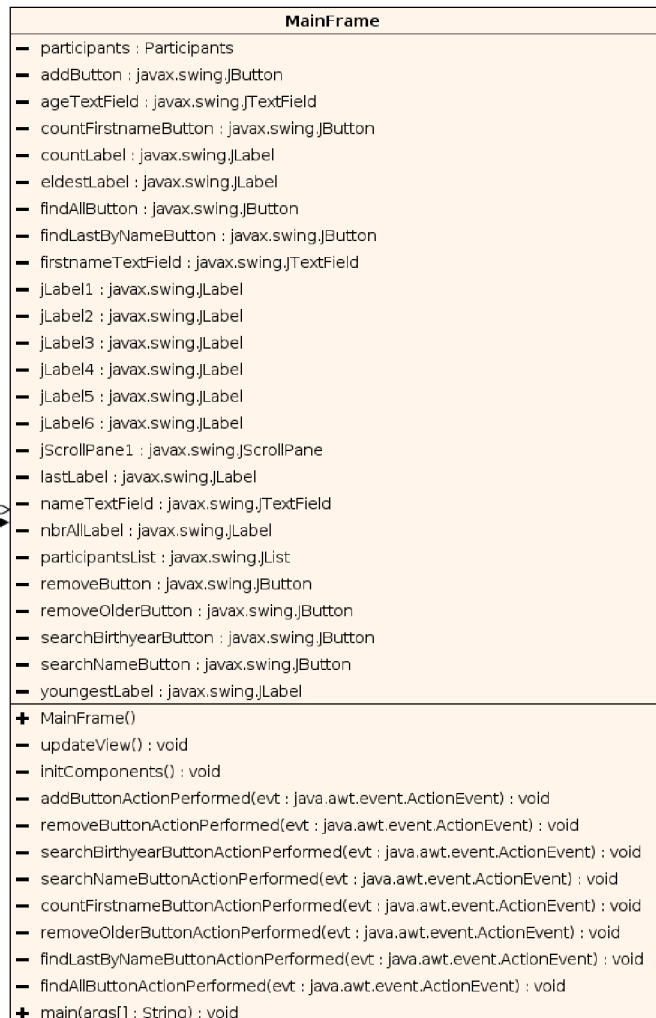 MainFrame
− participants : Participants
− addButton : javax.swing.JButton
− ageTextField : javax.swing.JTextField
− countFirstnameButton : javax.swing.JButton
− countLabel : javax.swing.JLabel
− eldestLabel : javax.swing.JLabel
− findAllButton : javax.swing.JButton
− findLastByNameButton : javax.swing.JButton
− firstnameTextField : javax.swing.JTextField
− jLabel1 : javax.swing.JLabel
− jLabel2 : javax.swing.JLabel
− jLabel3 : javax.swing.JLabel
− jLabel4 : javax.swing.JLabel
− jLabel5 : javax.swing.JLabel
− jLabel6 : javax.swing.JLabel
− jScrollPane1 : javax.swing.JScrollPane
− lastLabel : javax.swing.JLabel
− nameTextField : javax.swing.JTextField
− nbrAllLabel : javax.swing.JLabel
− participantsList : javax.swing.JList
− removeButton : javax.swing.JButton
− removeOlderButton : javax.swing.JButton
− searchBirthyearButton : javax.swing.JButton
− searchNameButton : javax.swing.JButton
− youngestLabel : javax.swing.JLabel
+ MainFrame()
− updateView() : void
− initComponents() : void
− addButtonActionPerformed(evt : java.awt.event.ActionEvent) : void
− removeButtonActionPerformed(evt : java.awt.event.ActionEvent) : void
− searchBirthyearButtonActionPerformed(evt : java.awt.event.ActionEvent) : void
− searchNameButtonActionPerformed(evt : java.awt.event.ActionEvent) : void
− countFirstnameButtonActionPerformed(evt : java.awt.event.ActionEvent) : void
− removeOlderButtonActionPerformed(evt : java.awt.event.ActionEvent) : void
− findLastByNameButtonActionPerformed(evt : java.awt.event.ActionEvent) : void
− findAllButtonActionPerformed(evt : java.awt.event.ActionEvent) : void
+ main(args[] : String) : void